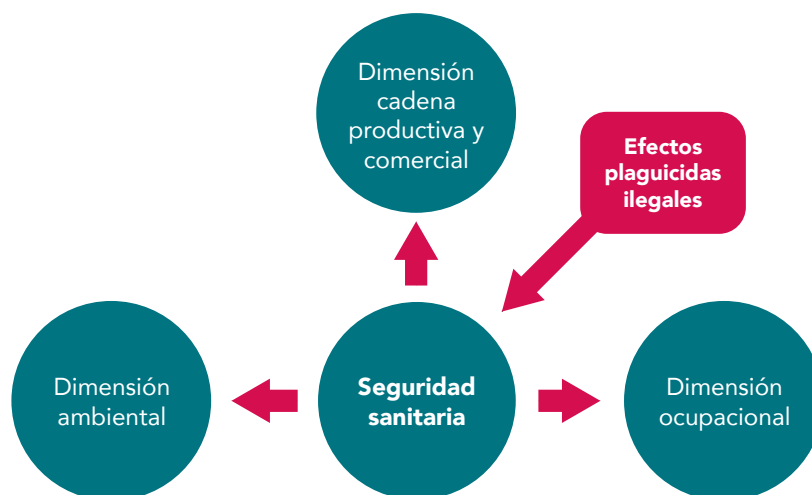 Dimensión
cadena
productiva y
comercial
Efectos
plaguicidas
ilegales
Dimensión
ambiental
Seguridad
sanitaria
Dimensión
ocupacional